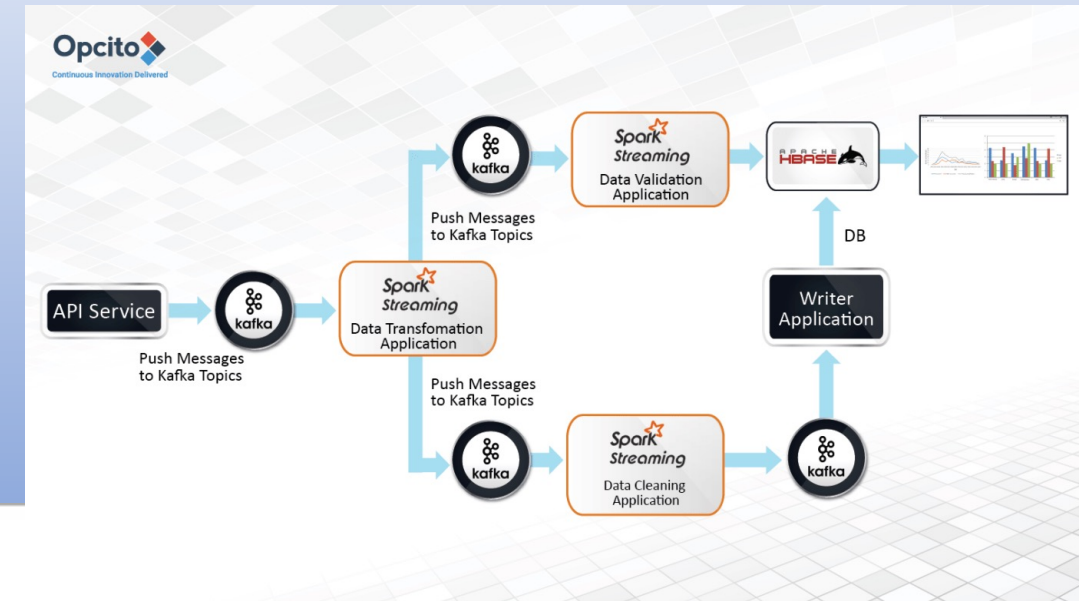 Opcito
Continuous Innovation Delivered
kafka
Spark
Streaming
Data Validation
Application
APACHE
HBASE
Push Messages
to Kafka Topics
DB
API Service
kafka
Push Messages
to Kafka Topics
Spark
Streaming
Data Transfomation
Application
Writer
Application
Push Messages
to Kafka Topics
kafka
Spark
Streaming
Data Cleaning
Application
kafka